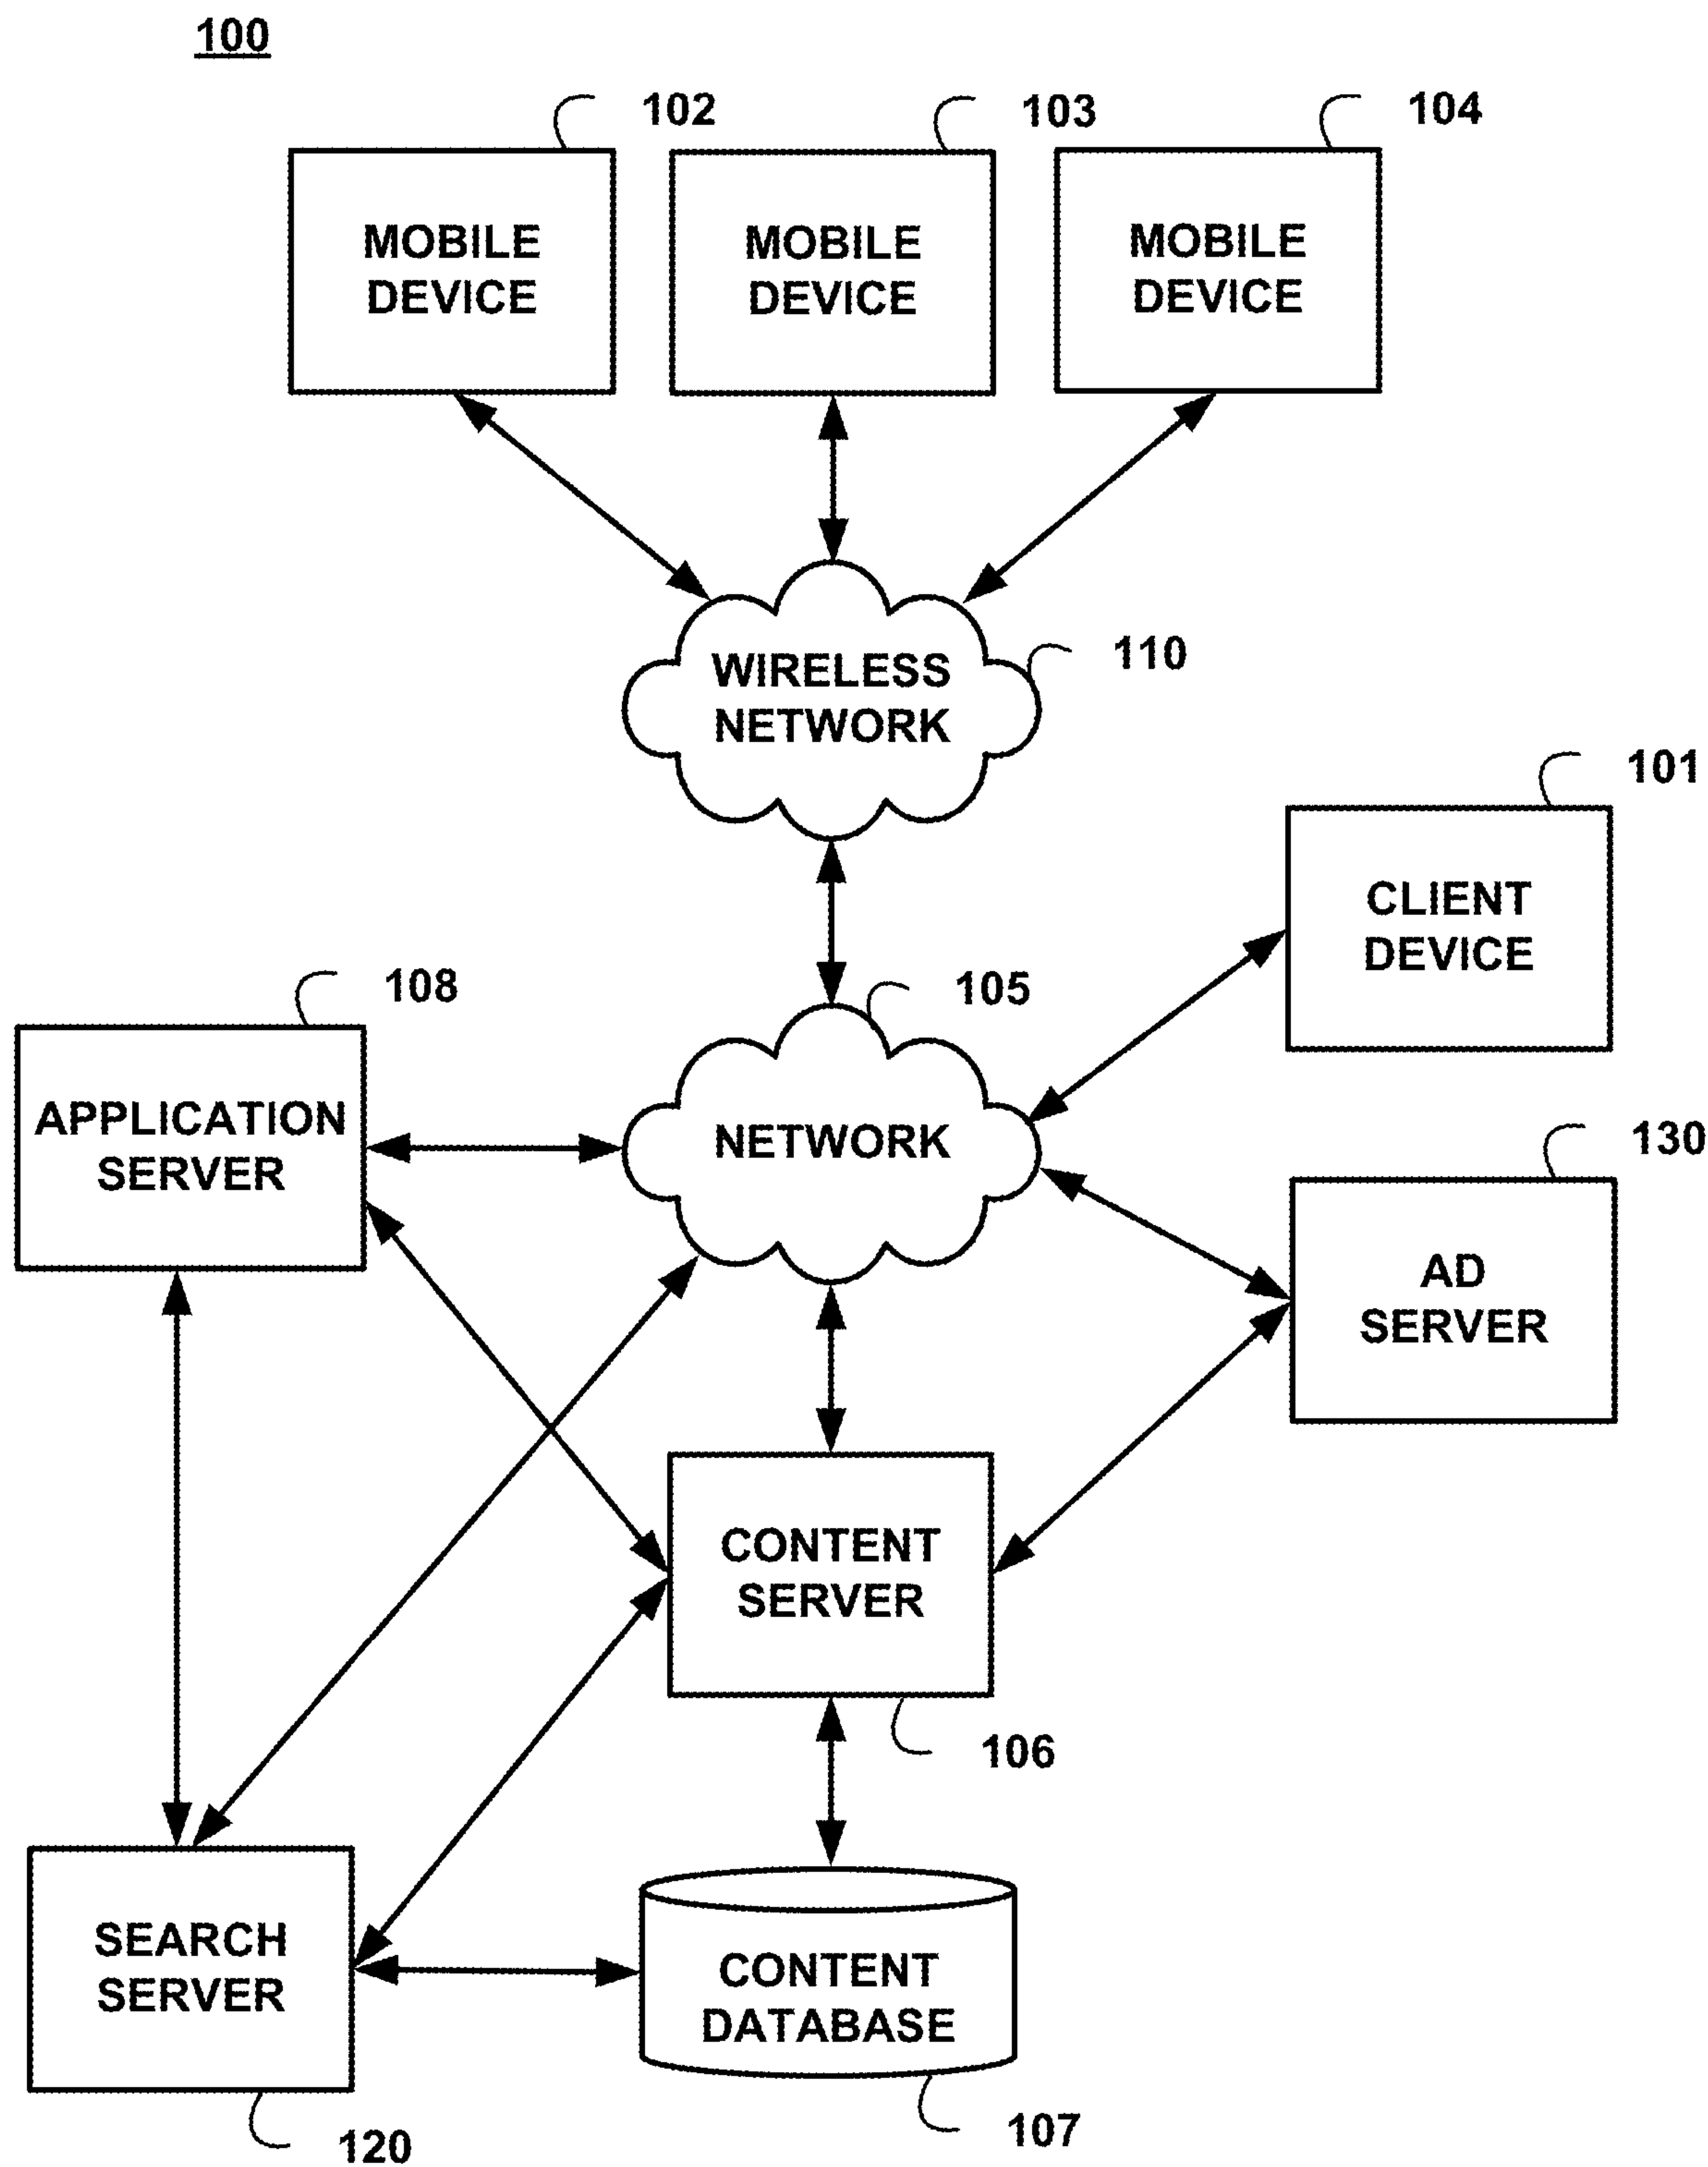 100
102
103
104
MOBILE
DEVICE
MOBILE
DEVICE
MOBILE
DEVICE
110
WIRELESS
NETWORK
101
CLIENT
DEVICE
108
105
APPLICATION
SERVER
NETWORK
130
AD
SERVER
CONTENT
SERVER
106
SEARCH
SERVER
CONTENT
DATABASE
120
107